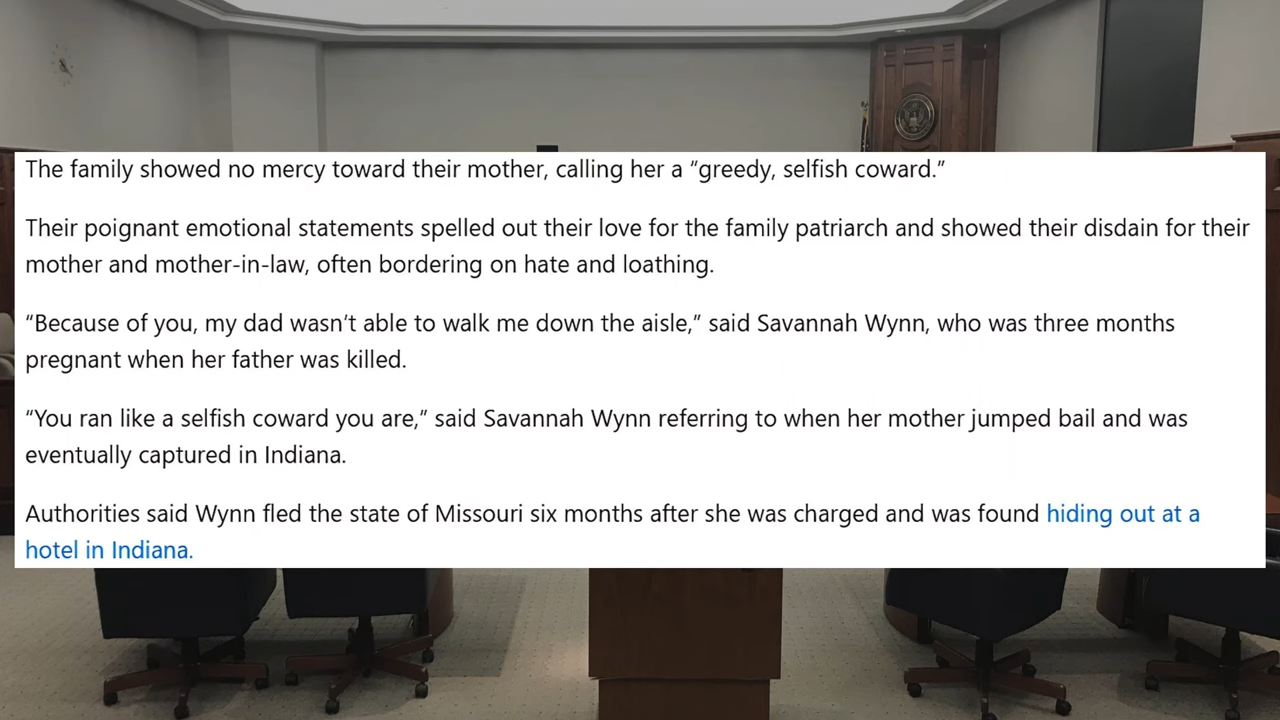 The family showed no mercy toward their mother, calling her a “greedy, selfish coward.”
Their poignant emotional statements spelled out their love for the family patriarch and showed their disdain for their
mother and mother-in-law, often bordering on hate and loathing.
“Because of you, my dad wasn’t able to walk me down the aisle,” said Savannah Wynn, who was three months
pregnant when her father was killed.
“You ran like a selfish coward you are,” said Savannah Wynn referring to when her mother jumped bail and was
eventually captured in Indiana.
Authorities said Wynn fled the state of Missouri six months after she was charged and was found hiding out at a
hotel in Indiana.